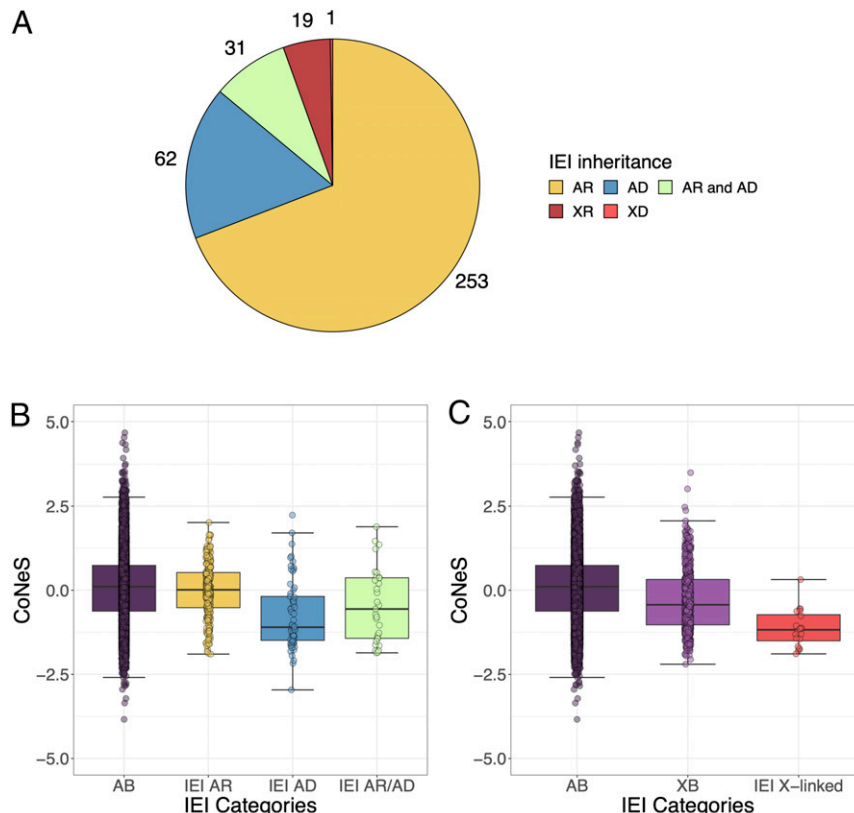 A
253
62
31
19
1
IEI inheritance
AR AD AR and AD
XR XD
B
CoNeS
5.0
2.5
0.0
−2.5
−5.0
AB IEI AR IEI AD IEI AR/AD
IEI Categories
C
CoNeS
5.0
2.5
0.0
−2.5
−5.0
AB XB IEI X−linked
IEI Categories